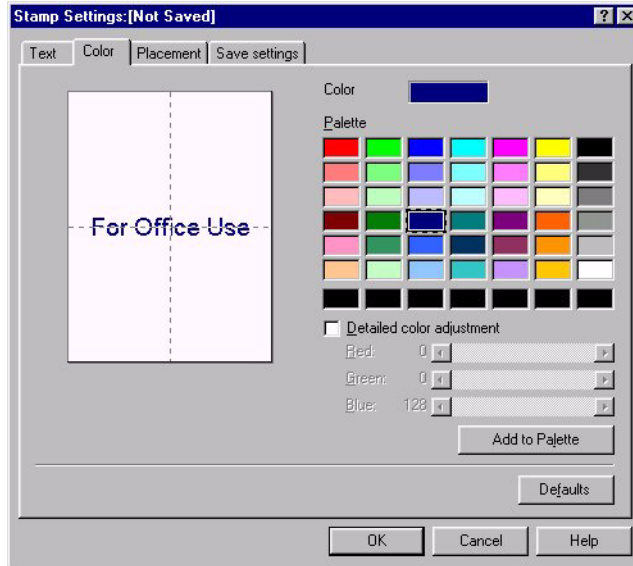 Stamp Settings:[Not Saved]
Text Color Placement Save settings
Color
Palette
For Office Use
Detailed color adjustment
Red: 0
Green: 0
Blue: 128
Add to Palette
Defaults
OK Cancel Help